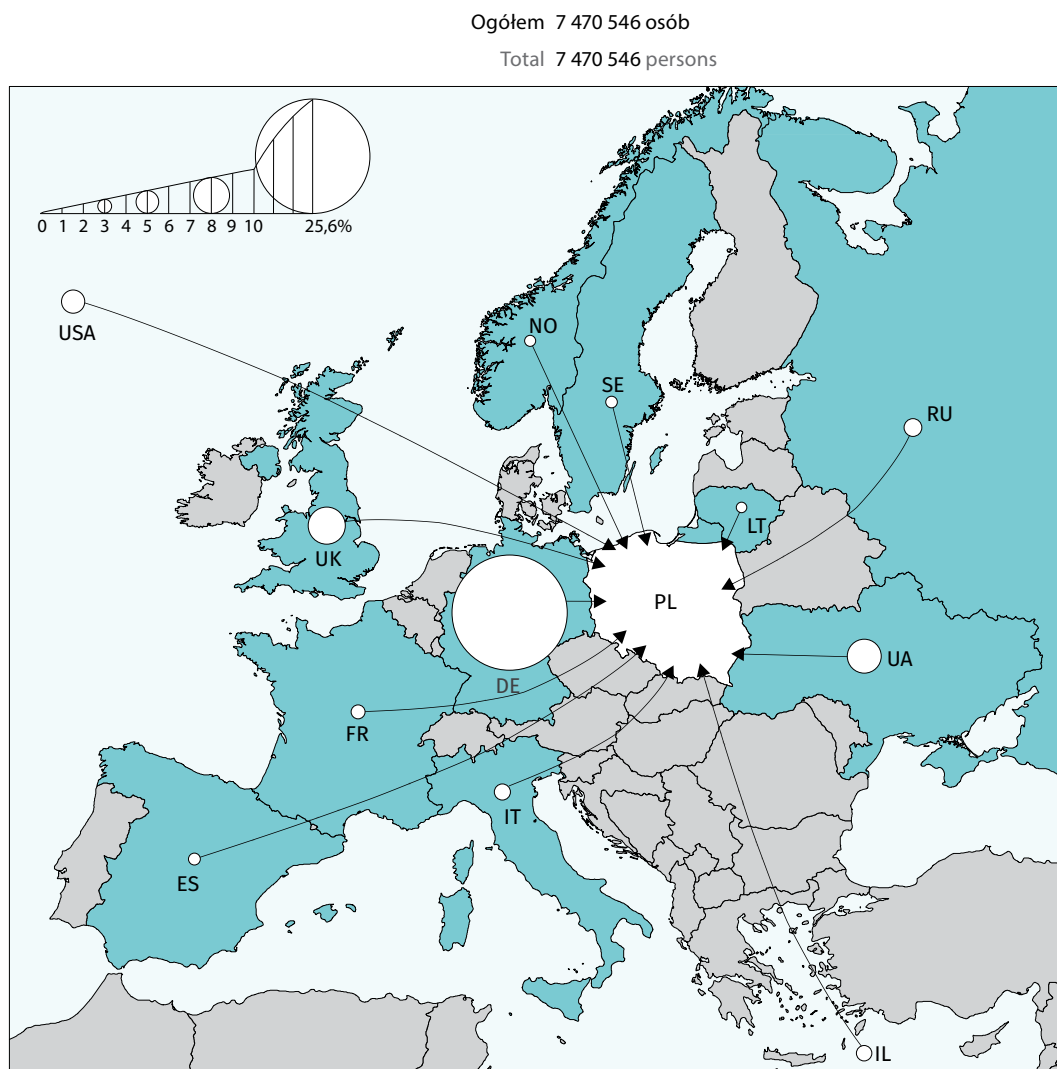 Ogółem 7 470 546 osób
Total 7 470 546 persons
0 1 2 3 4 5 6 7 8 9 10 25,6%
USA
NO
SE
RU
UK
LT
PL
UA
DE
FR
IT
ES
IL